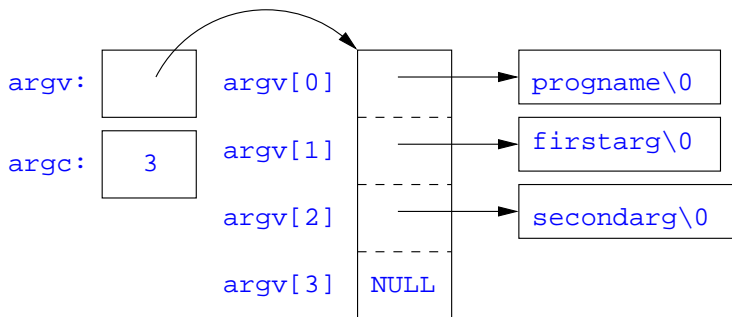 argv: argv[0] progname\0
argc: 3 argv[1] firstarg\0
argv[2] secondarg\0
argv[3] NULL